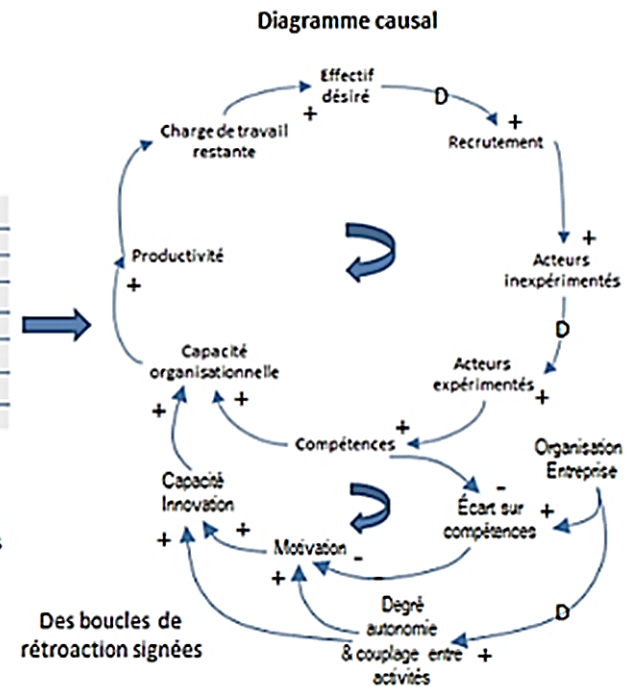 Diagramme causal
Effectif
désiré
D
+
+
Charge de travail
restante
Recrutement
+
Productivité
Acteurs
inexpérimentés
+
D
Capacité
organisationnelle
Acteurs
expérimentés
+
+
+
+
Compétences
Organisation
Entreprise
Capacité
Innovation
-
Écart sur
compétences
+
+
+
Motivation
-
-
+
Degré
autonomie
& couplage entre
activités
D
+
Des boucles de
rétroaction signées